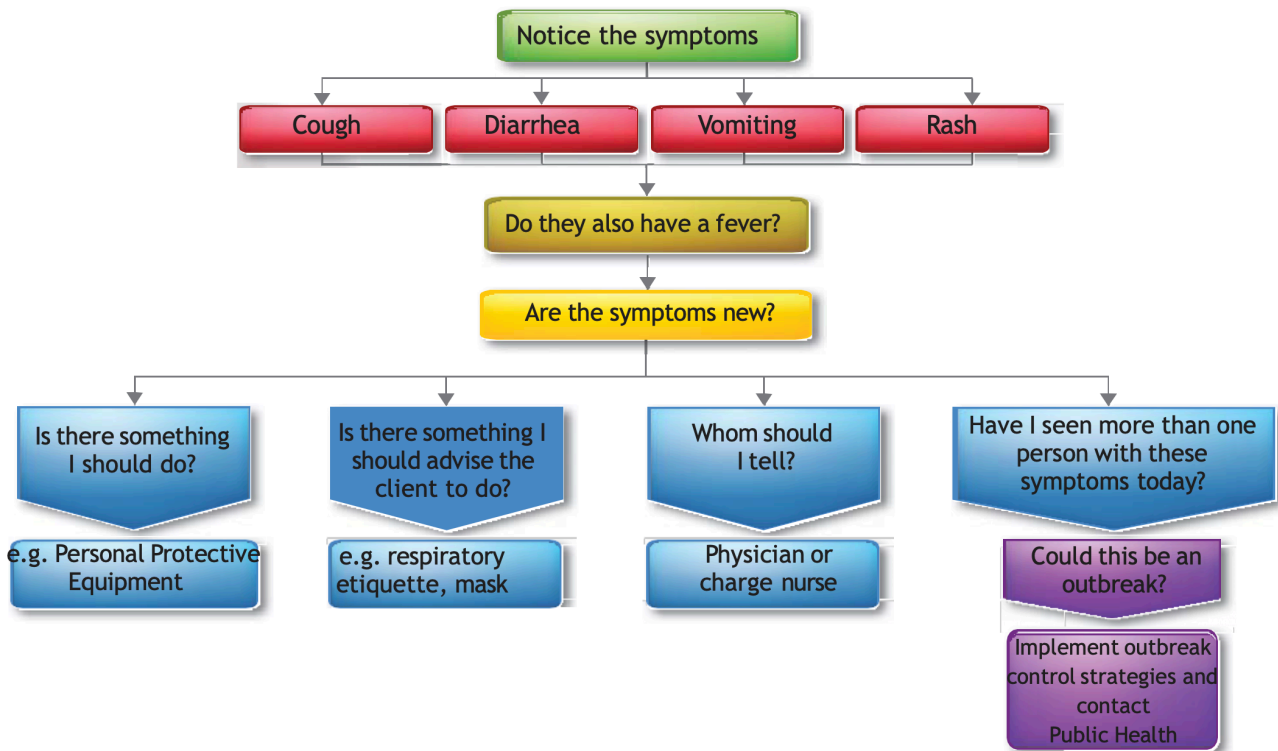 Notice the symptoms
Cough
Diarrhea
Vomiting
Rash
Do they also have a fever?
Are the symptoms new?
Is there something
I should do?
e.g. Personal Protective
Equipment
Is there something I
should advise the
client to do?
e.g. respiratory
etiquette, mask
Whom should
I tell?
Physician or
charge nurse
Have I seen more than one
person with these
symptoms today?
Could this be an
outbreak?
Implement outbreak
control strategies and
contact
Public Health